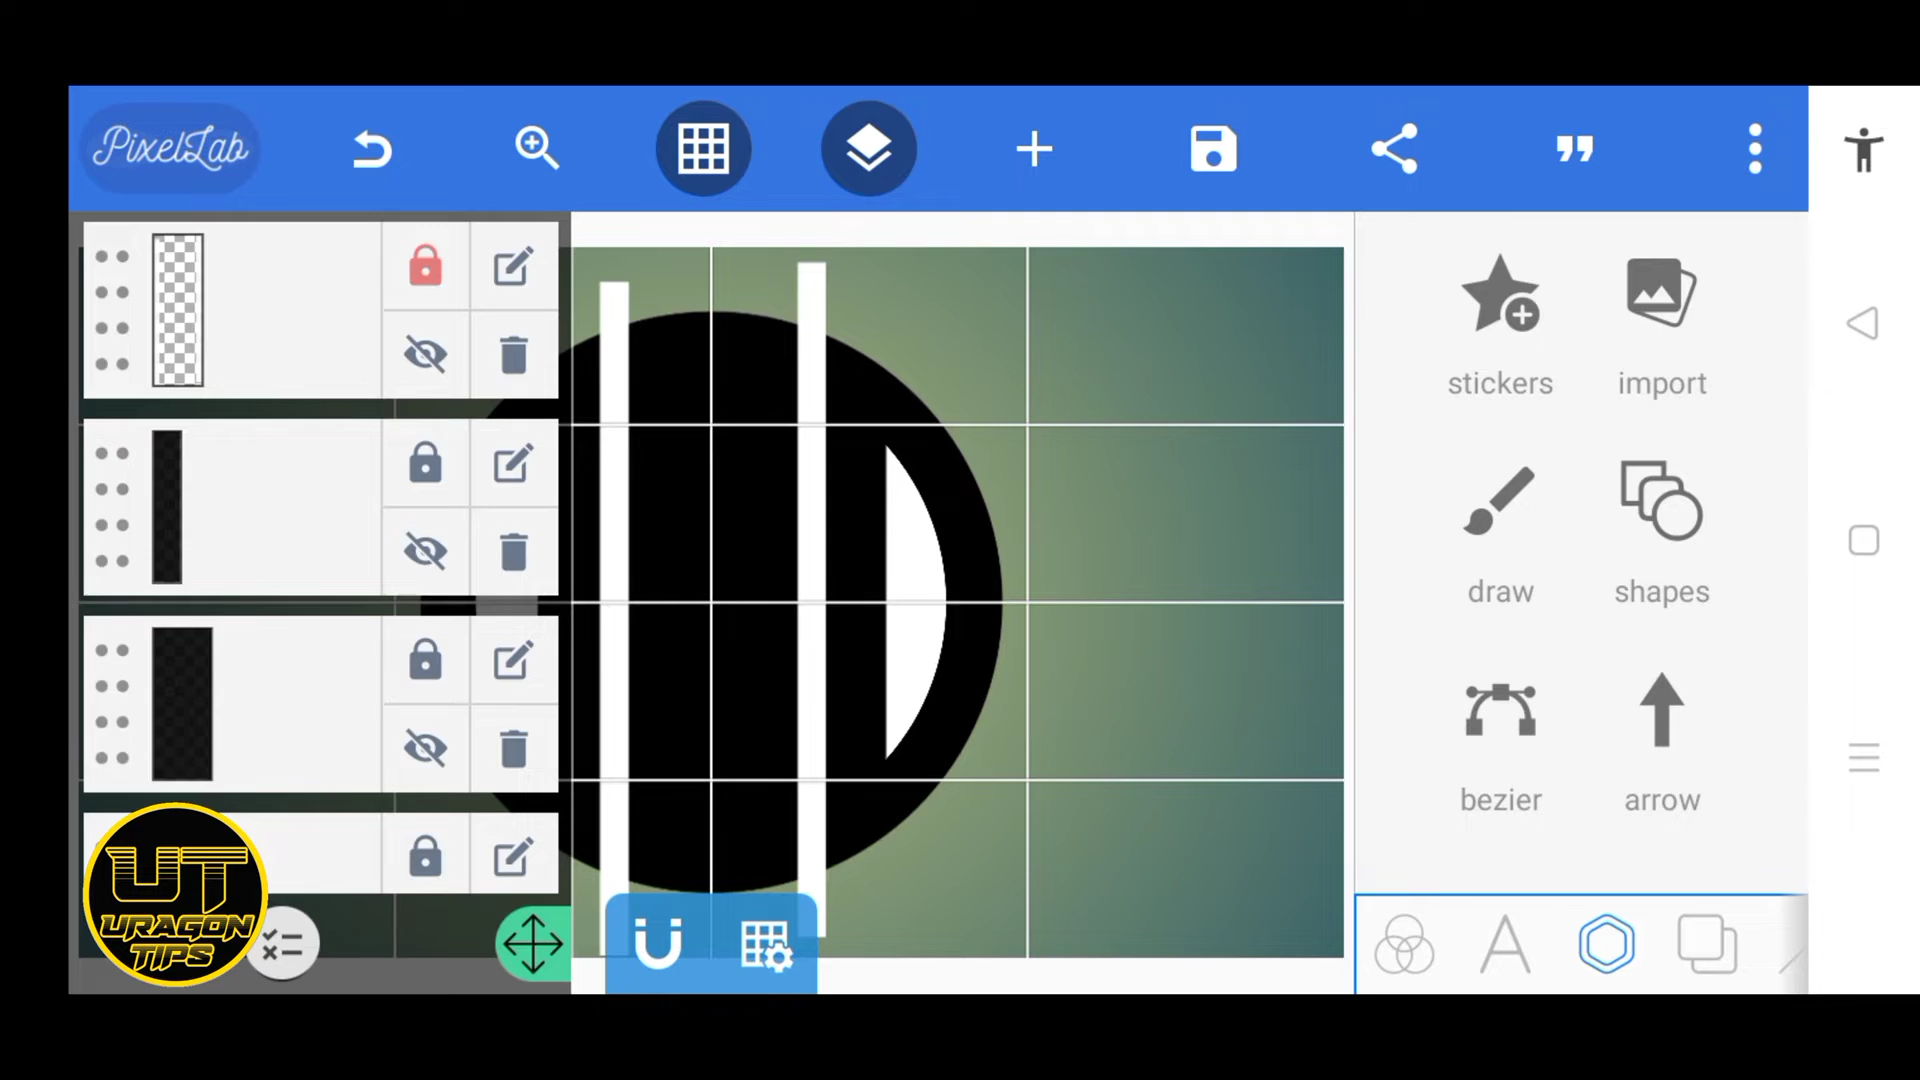 PixelLab
stickers
import
draw
shapes
bezier
arrow
UT
URAGON
TIPS